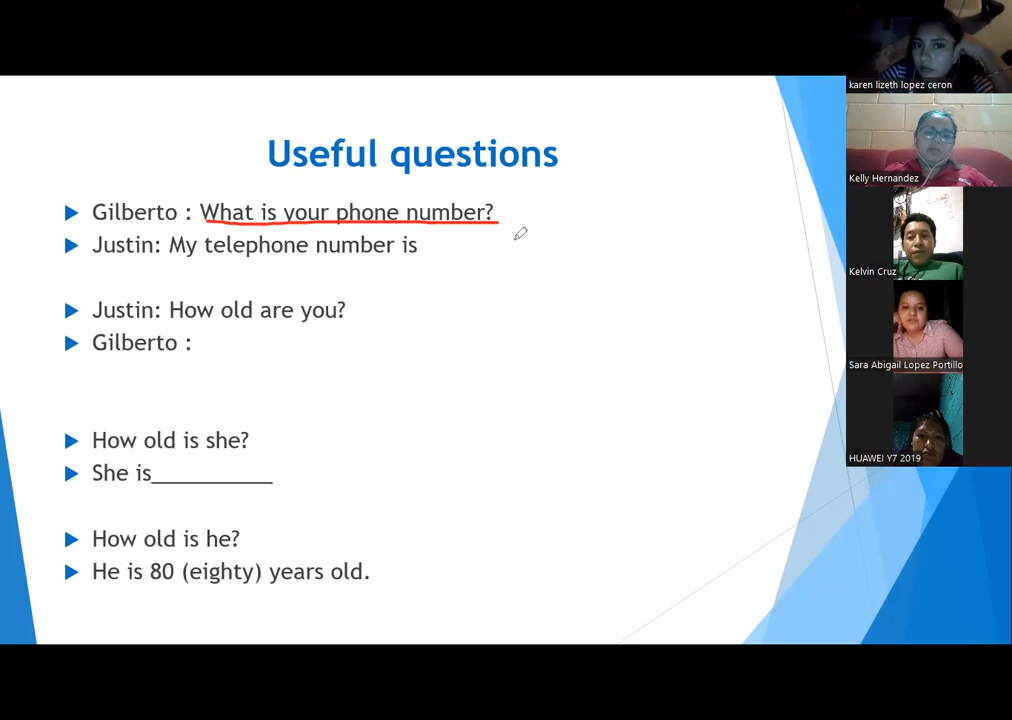 Useful questions
Gilberto : What is your phone number?
Justin: My telephone number is
Justin: How old are you?
Gilberto :
How old is she?
She is__________
How old is he?
He is 80 (eighty) years old.
karen lizeth lopez ceron
Kelly Hernandez
Kelvin Cruz
Sara Abigail Lopez Portillo
HUAWEI Y7 2019